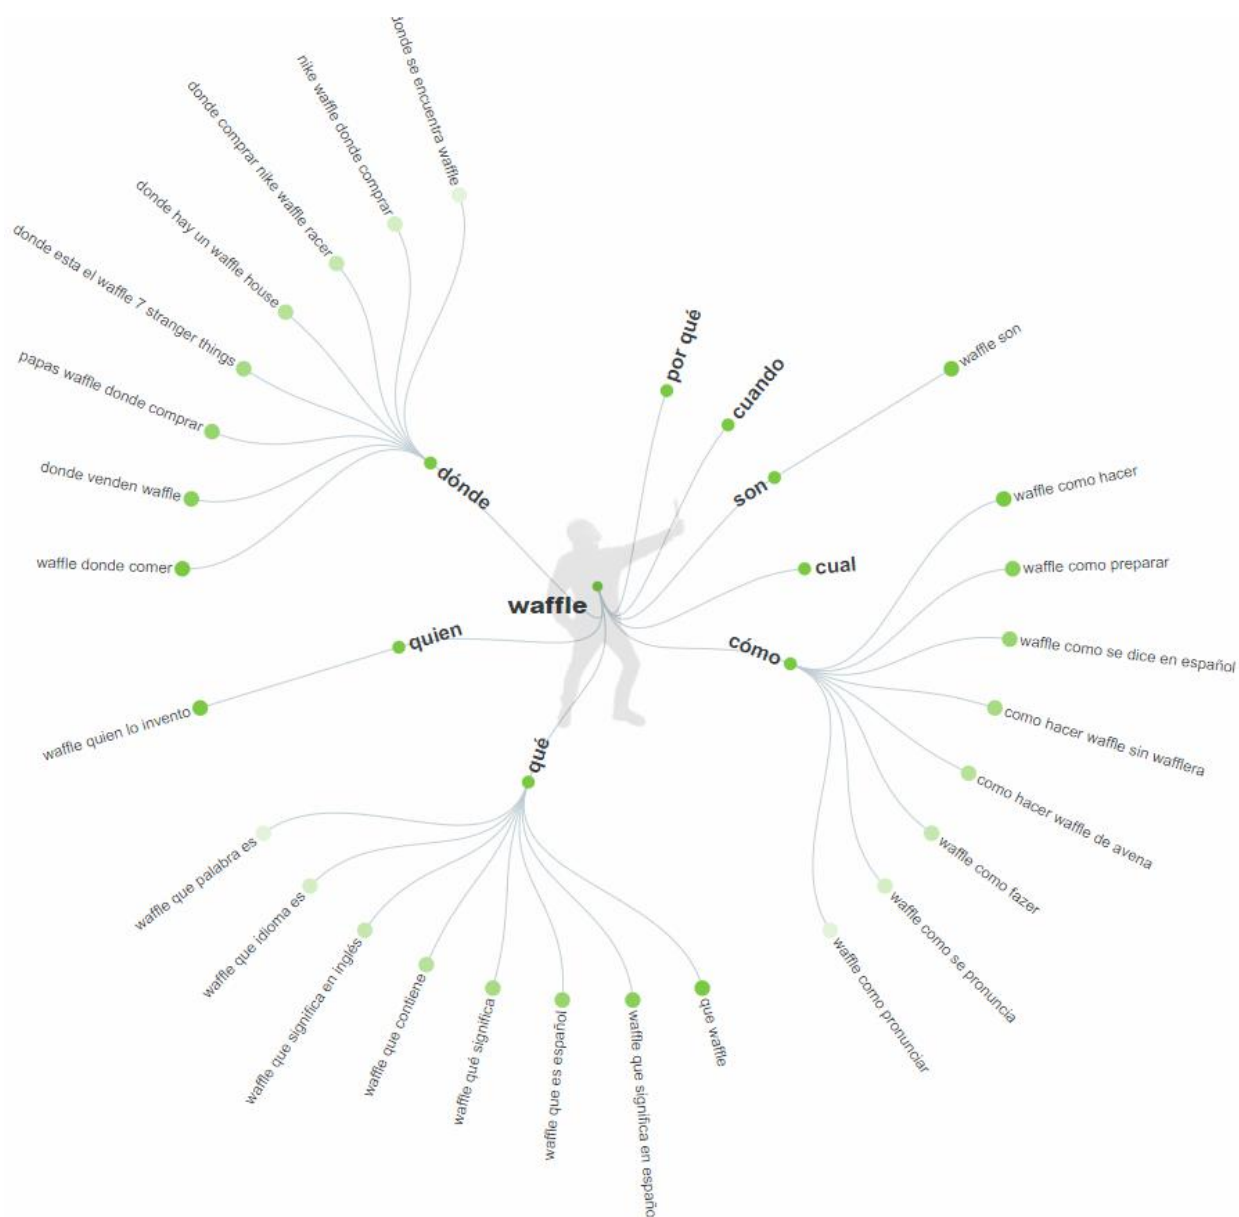 waffle
por qué
cuando
son
waffle son
cual
cómo
waffle como hacer
waffle como preparar
waffle como se dice en español
como hacer waffle sin wafflera
como hacer waffle de avena
waffle como fazer
waffle como se pronuncia
waffle como pronunciar
qué
que waffle
waffle que significa en españo
waffle que es español
waffle qué significa
waffle que contiene
waffle que significa en inglés
waffle que idioma es
waffle que palabra es
quien
waffle quien lo invento
dónde
waffle donde comer
donde venden waffle
papas waffle donde comprar
donde esta el waffle 7 stranger things
donde hay un waffle house
donde comprar nike waffle racer
nike waffle donde comprar
donde se encuentra waffle